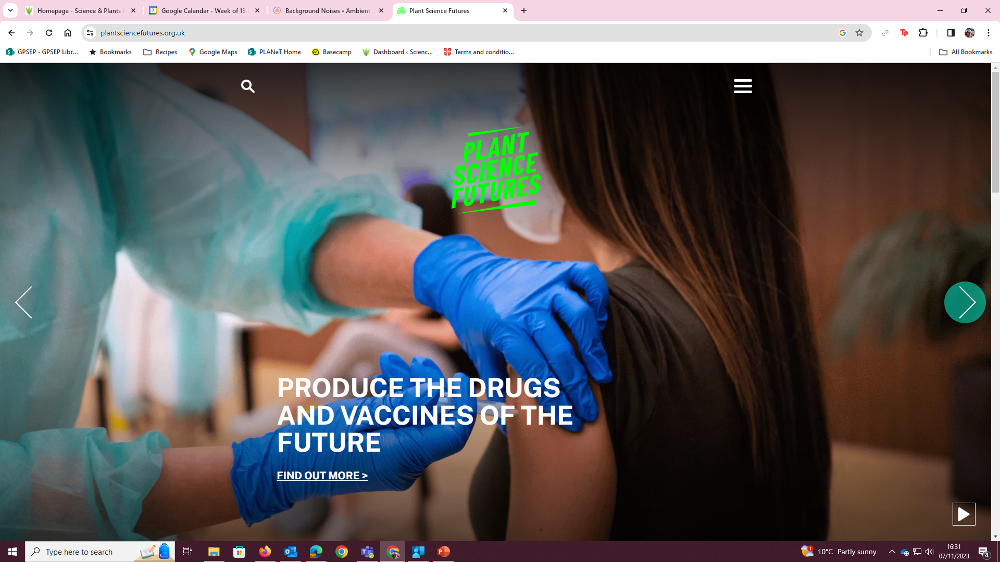 Homepage - Science & Plants f
Google Calendar - Week of 13
Background Noises • Ambient
Plant Science Futures
plantsciencefutures.org.uk
GPSEP - GPSEP Libr...
Bookmarks
Recipes
Google Maps
PLANeT Home
Basecamp
Dashboard ‹ Scienc...
Terms and conditio...
All Bookmarks
PLANT
SCIENCE
FUTURES
PRODUCE THE DRUGS
AND VACCINES OF THE
FUTURE
FIND OUT MORE >
Type here to search
10°C Partly sunny
16:31
07/11/2023
4